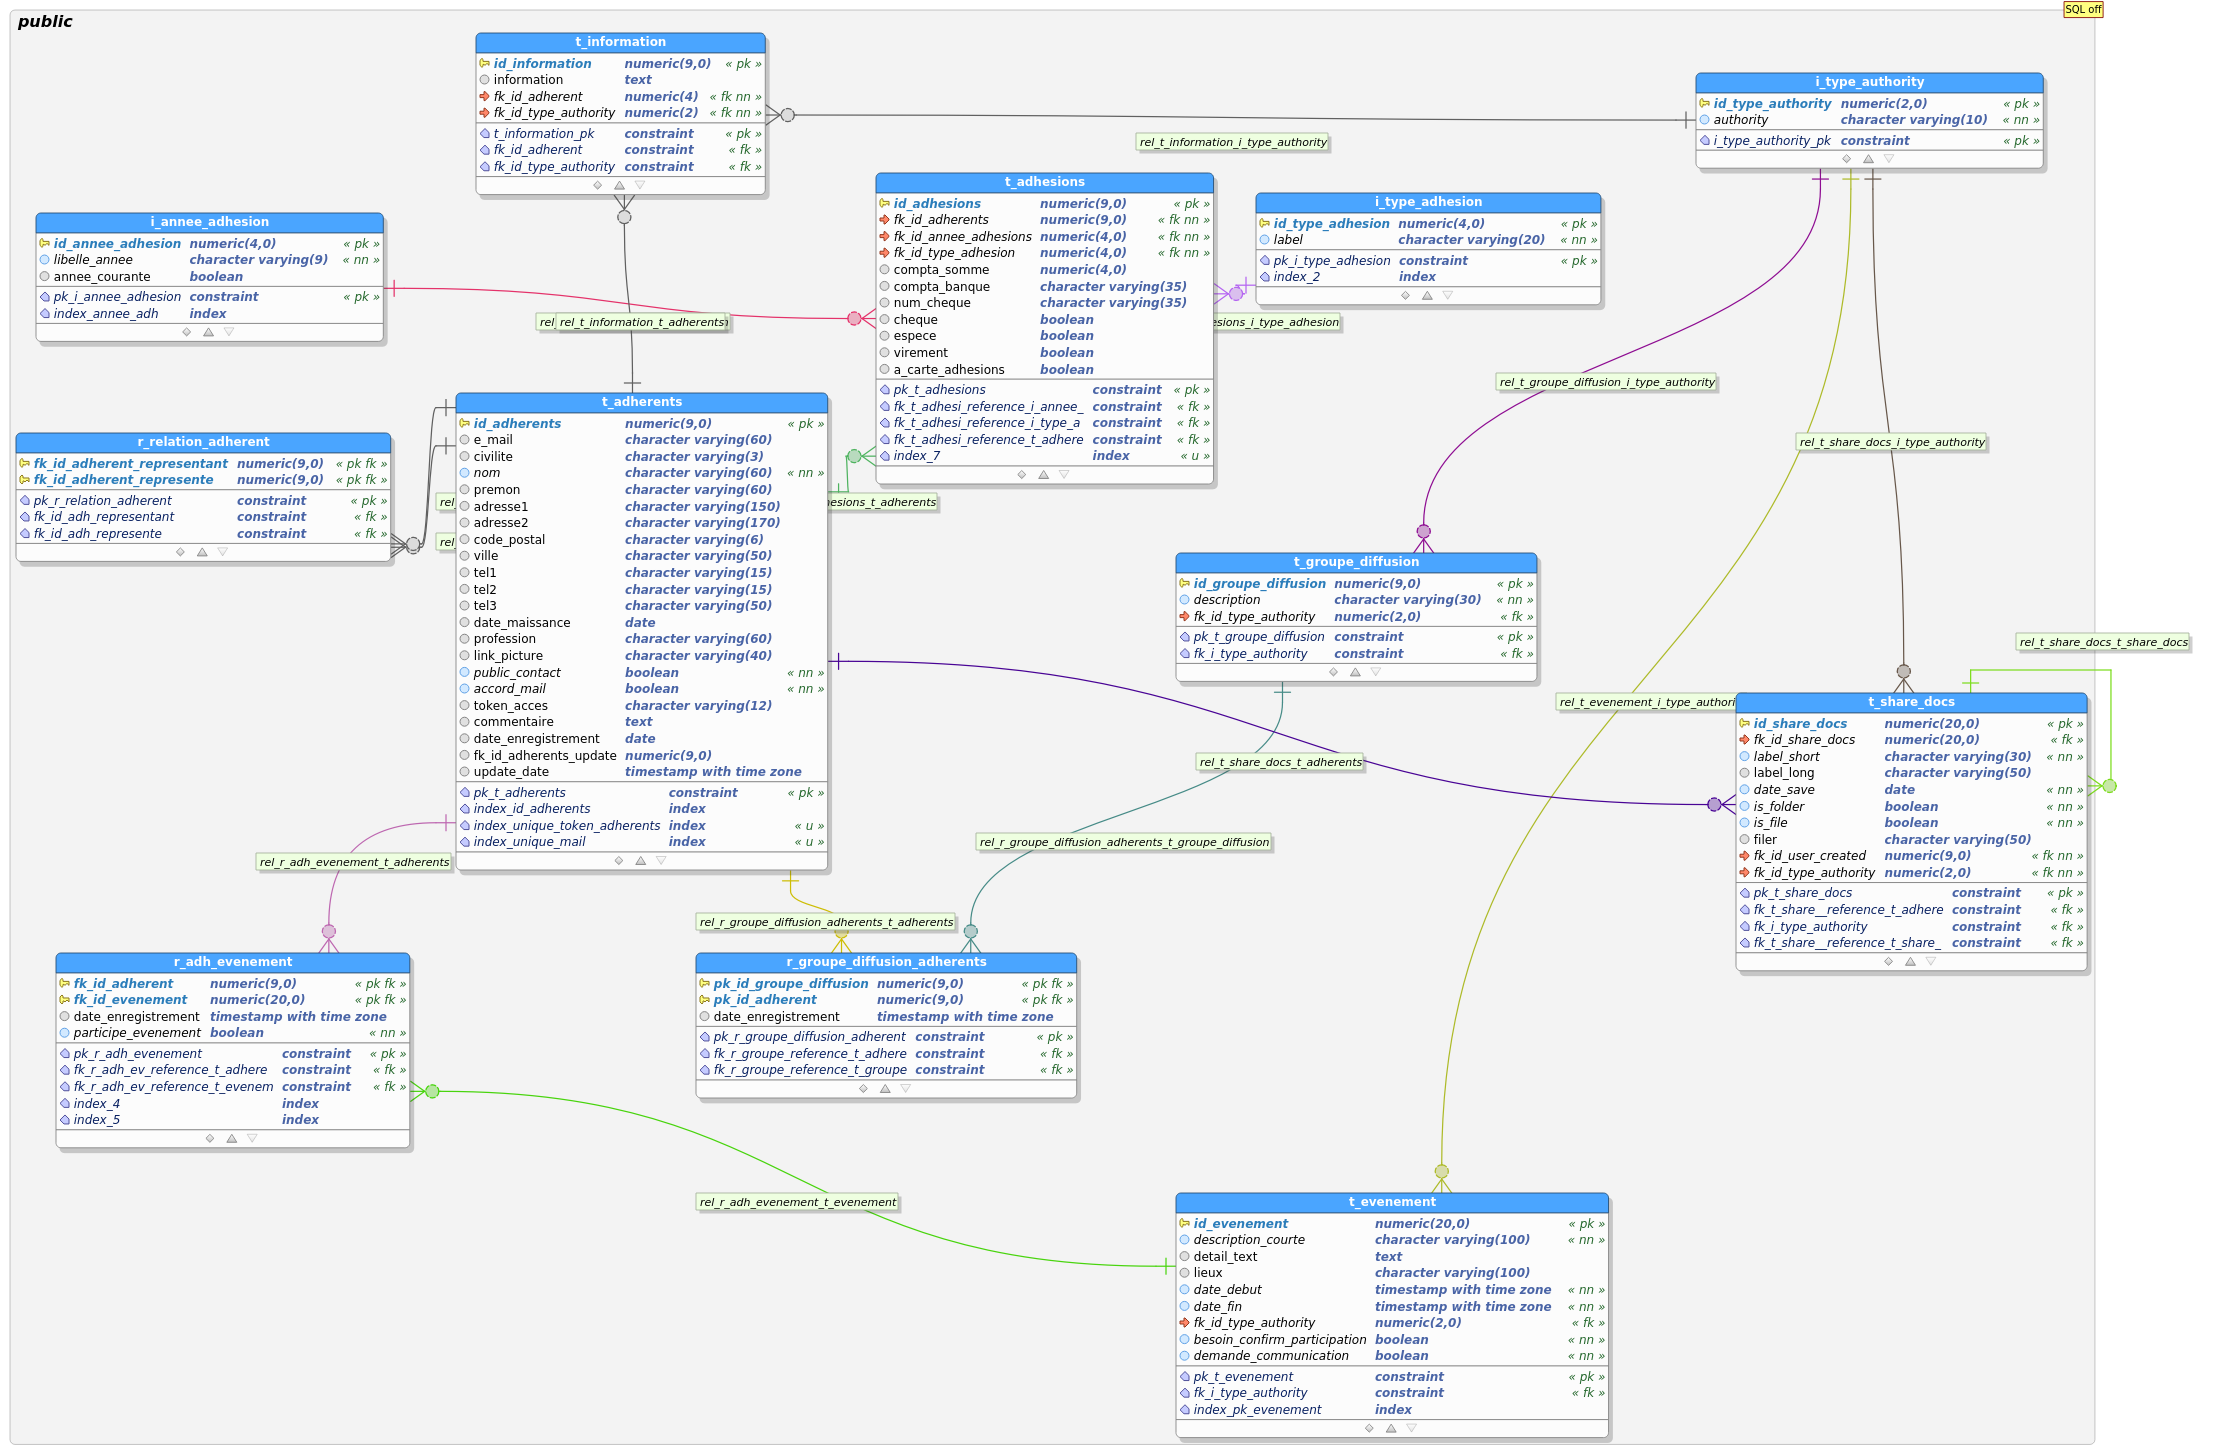 public
SQL off
t_information
id_information numeric(9,0) « pk »
information text
fk_id_adherent numeric(4) « fk nn »
fk_id_type_authority numeric(2) « fk nn »
t_information_pk constraint « pk »
fk_id_adherent constraint « fk »
fk_id_type_authority constraint « fk »
i_type_authority
id_type_authority numeric(2,0) « pk »
authority character varying(10) « nn »
i_type_authority_pk constraint « pk »
rel_t_information_i_type_authority
i_annee_adhesion
id_annee_adhesion numeric(4,0) « pk »
libelle_annee character varying(9) « nn »
annee_courante boolean
pk_i_annee_adhesion constraint « pk »
index_annee_adh index
t_adhesions
id_adhesions numeric(9,0) « pk »
fk_id_adherents numeric(9,0) « fk nn »
fk_id_annee_adhesions numeric(4,0) « fk nn »
fk_id_type_adhesion numeric(4,0) « fk nn »
compta_somme numeric(4,0)
compta_banque character varying(35)
num_cheque character varying(35)
cheque boolean
espece boolean
virement boolean
a_carte_adhesions boolean
pk_t_adhesions constraint « pk »
fk_t_adhesi_reference_i_annee_ constraint « fk »
fk_t_adhesi_reference_i_type_a constraint « fk »
fk_t_adhesi_reference_t_adhere constraint « fk »
index_7 index « u »
i_type_adhesion
id_type_adhesion numeric(4,0) « pk »
label character varying(20) « nn »
pk_i_type_adhesion constraint « pk »
index_2 index
rel_
rel_t_information_t_adherents
esions_i_type_adhesion
rel_t_groupe_diffusion_i_type_authority
rel_t_share_docs_i_type_authority
r_relation_adherent
fk_id_adherent_representant numeric(9,0) « pk fk »
fk_id_adherent_represente numeric(9,0) « pk fk »
pk_r_relation_adherent constraint « pk »
fk_id_adh_representant constraint « fk »
fk_id_adh_represente constraint « fk »
rel_
rel_
t_adherents
id_adherents numeric(9,0) « pk »
e_mail character varying(60)
civilite character varying(3)
nom character varying(60) « nn »
premon character varying(60)
adresse1 character varying(150)
adresse2 character varying(170)
code_postal character varying(6)
ville character varying(50)
tel1 character varying(15)
tel2 character varying(15)
tel3 character varying(50)
date_maissance date
profession character varying(60)
link_picture character varying(40)
public_contact boolean « nn »
accord_mail boolean « nn »
token_acces character varying(12)
commentaire text
date_enregistrement date
fk_id_adherents_update numeric(9,0)
update_date timestamp with time zone
pk_t_adherents constraint « pk »
index_id_adherents index
index_unique_token_adherents index « u »
index_unique_mail index « u »
hesions_t_adherents
t_groupe_diffusion
id_groupe_diffusion numeric(9,0) « pk »
description character varying(30) « nn »
fk_id_type_authority numeric(2,0) « fk »
pk_t_groupe_diffusion constraint « pk »
fk_i_type_authority constraint « fk »
rel_t_share_docs_t_share_docs
rel_t_evenement_i_type_authori
t_share_docs
id_share_docs numeric(20,0) « pk »
fk_id_share_docs numeric(20,0) « fk »
label_short character varying(30) « nn »
label_long character varying(50)
date_save date « nn »
is_folder boolean « nn »
is_file boolean « nn »
filer character varying(50)
fk_id_user_created numeric(9,0) « fk nn »
fk_id_type_authority numeric(2,0) « fk nn »
pk_t_share_docs constraint « pk »
fk_t_share__reference_t_adhere constraint « fk »
fk_i_type_authority constraint « fk »
fk_t_share__reference_t_share_ constraint « fk »
rel_t_share_docs_t_adherents
rel_r_groupe_diffusion_adherents_t_groupe_diffusion
rel_r_adh_evenement_t_adherents
rel_r_groupe_diffusion_adherents_t_adherents
r_adh_evenement
fk_id_adherent numeric(9,0) « pk fk »
fk_id_evenement numeric(20,0) « pk fk »
date_enregistrement timestamp with time zone
participe_evenement boolean « nn »
pk_r_adh_evenement constraint « pk »
fk_r_adh_ev_reference_t_adhere constraint « fk »
fk_r_adh_ev_reference_t_evenem constraint « fk »
index_4 index
index_5 index
r_groupe_diffusion_adherents
pk_id_groupe_diffusion numeric(9,0) « pk fk »
pk_id_adherent numeric(9,0) « pk fk »
date_enregistrement timestamp with time zone
pk_r_groupe_diffusion_adherent constraint « pk »
fk_r_groupe_reference_t_adhere constraint « fk »
fk_r_groupe_reference_t_groupe constraint « fk »
rel_r_adh_evenement_t_evenement
t_evenement
id_evenement numeric(20,0) « pk »
description_courte character varying(100) « nn »
detail_text text
lieux character varying(100)
date_debut timestamp with time zone « nn »
date_fin timestamp with time zone « nn »
fk_id_type_authority numeric(2,0) « fk »
besoin_confirm_participation boolean « nn »
demande_communication boolean « nn »
pk_t_evenement constraint « pk »
fk_i_type_authority constraint « fk »
index_pk_evenement index